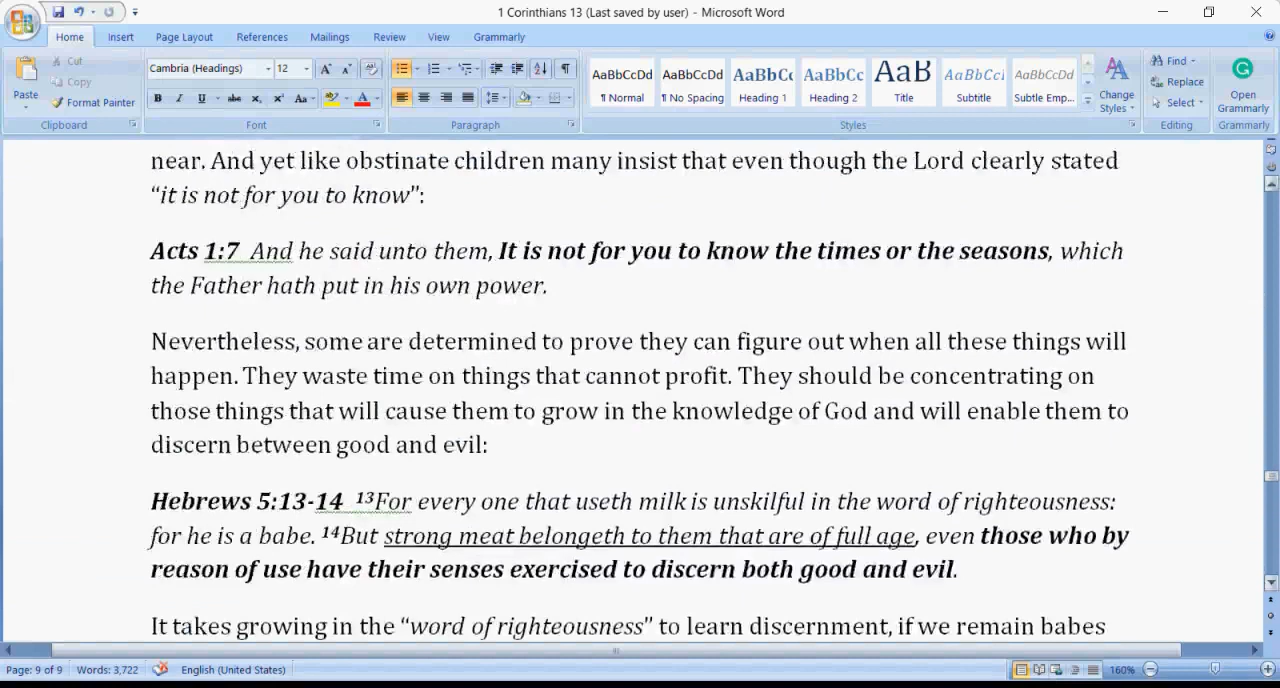 1 Corinthians 13 (Last saved by user) - Microsoft Word
Home Insert Page Layout References Mailings Review View Grammarly
Paste
Cut
Copy
Format Painter
Clipboard
Cambria (Headings) 12
Font
Paragraph
AaBbCcDd AaBbCcDd AaBbCc AaBbCc AaB AaBbCcI AaBbCcDd
¶ Normal ¶ No Spacing Heading 1 Heading 2 Title Subtitle Subtle Emp...
Change
Styles
Styles
Find
Replace
Select
Editing
Open
Grammarly
Grammarly
near. And yet like obstinate children many insist that even though the Lord clearly stated
“it is not for you to know”:
Acts 1:7 And he said unto them, It is not for you to know the times or the seasons, which
the Father hath put in his own power.
Nevertheless, some are determined to prove they can figure out when all these things will
happen. They waste time on things that cannot profit. They should be concentrating on
those things that will cause them to grow in the knowledge of God and will enable them to
discern between good and evil:
Hebrews 5:13-14 ¹³For every one that useth milk is unskilful in the word of righteousness:
for he is a babe. ¹⁴But strong meat belongeth to them that are of full age, even those who by
reason of use have their senses exercised to discern both good and evil.
It takes growing in the “word of righteousness” to learn discernment, if we remain babes
Page: 9 of 9 Words: 3,722 English (United States) 160%